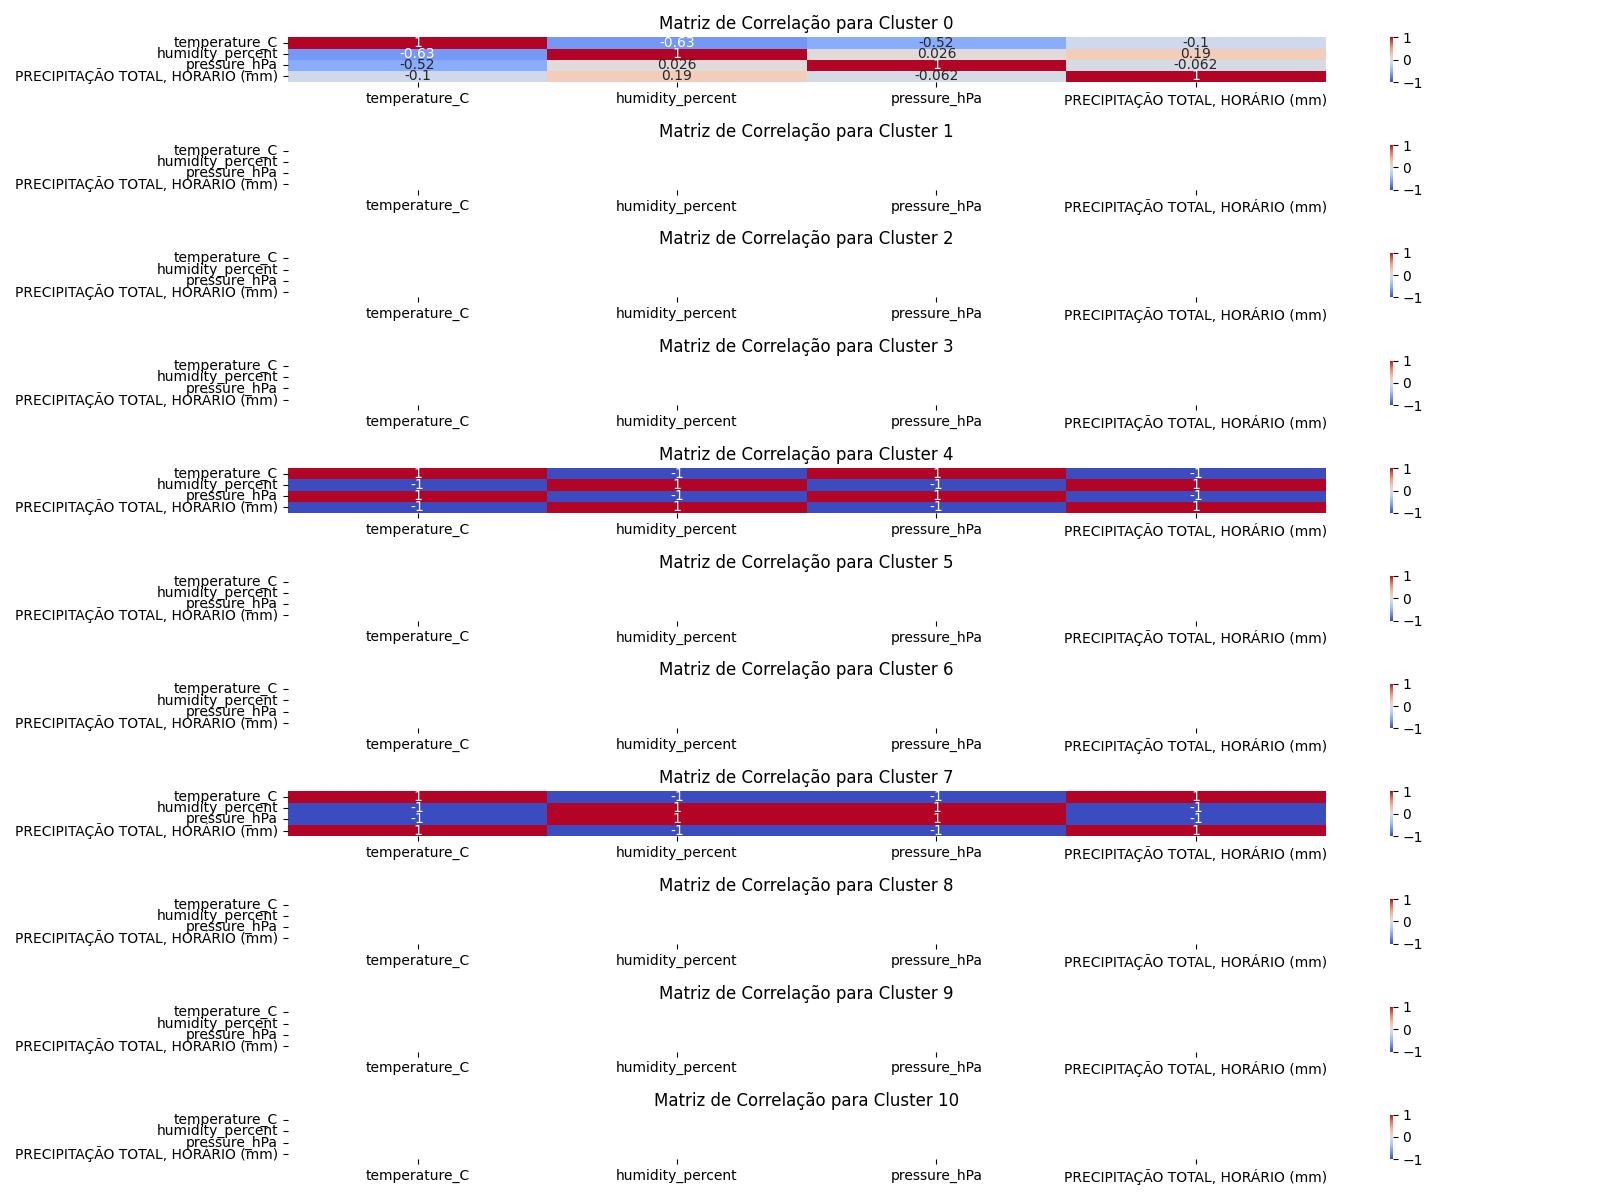 Matriz de Correlação para Cluster 0
temperature_C 1 -0.63 -0.52 -0.1 1
humidity_percent -0.63 1 0.026 0.19 0
pressure_hPa -0.52 0.026 1 -0.062
PRECIPITAÇÃO TOTAL, HORÁRIO (mm) -0.1 0.19 -0.062 1 −1
temperature_C humidity_percent pressure_hPa PRECIPITAÇÃO TOTAL, HORÁRIO (mm)
Matriz de Correlação para Cluster 1
temperature_C 1
humidity_percent 0
pressure_hPa
PRECIPITAÇÃO TOTAL, HORÁRIO (mm) −1
temperature_C humidity_percent pressure_hPa PRECIPITAÇÃO TOTAL, HORÁRIO (mm)
Matriz de Correlação para Cluster 2
temperature_C 1
humidity_percent 0
pressure_hPa
PRECIPITAÇÃO TOTAL, HORÁRIO (mm) −1
temperature_C humidity_percent pressure_hPa PRECIPITAÇÃO TOTAL, HORÁRIO (mm)
Matriz de Correlação para Cluster 3
temperature_C 1
humidity_percent 0
pressure_hPa
PRECIPITAÇÃO TOTAL, HORÁRIO (mm) −1
temperature_C humidity_percent pressure_hPa PRECIPITAÇÃO TOTAL, HORÁRIO (mm)
Matriz de Correlação para Cluster 4
temperature_C 1 -1 1 -1 1
humidity_percent -1 1 -1 1 0
pressure_hPa 1 -1 1 -1
PRECIPITAÇÃO TOTAL, HORÁRIO (mm) -1 1 -1 1 −1
temperature_C humidity_percent pressure_hPa PRECIPITAÇÃO TOTAL, HORÁRIO (mm)
Matriz de Correlação para Cluster 5
temperature_C 1
humidity_percent 0
pressure_hPa
PRECIPITAÇÃO TOTAL, HORÁRIO (mm) −1
temperature_C humidity_percent pressure_hPa PRECIPITAÇÃO TOTAL, HORÁRIO (mm)
Matriz de Correlação para Cluster 6
temperature_C 1
humidity_percent 0
pressure_hPa
PRECIPITAÇÃO TOTAL, HORÁRIO (mm) −1
temperature_C humidity_percent pressure_hPa PRECIPITAÇÃO TOTAL, HORÁRIO (mm)
Matriz de Correlação para Cluster 7
temperature_C 1 -1 -1 1 1
humidity_percent -1 1 1 -1 0
pressure_hPa -1 1 1 -1
PRECIPITAÇÃO TOTAL, HORÁRIO (mm) 1 -1 -1 1 −1
temperature_C humidity_percent pressure_hPa PRECIPITAÇÃO TOTAL, HORÁRIO (mm)
Matriz de Correlação para Cluster 8
temperature_C 1
humidity_percent 0
pressure_hPa
PRECIPITAÇÃO TOTAL, HORÁRIO (mm) −1
temperature_C humidity_percent pressure_hPa PRECIPITAÇÃO TOTAL, HORÁRIO (mm)
Matriz de Correlação para Cluster 9
temperature_C 1
humidity_percent 0
pressure_hPa
PRECIPITAÇÃO TOTAL, HORÁRIO (mm) −1
temperature_C humidity_percent pressure_hPa PRECIPITAÇÃO TOTAL, HORÁRIO (mm)
Matriz de Correlação para Cluster 10
temperature_C 1
humidity_percent 0
pressure_hPa
PRECIPITAÇÃO TOTAL, HORÁRIO (mm) −1
temperature_C humidity_percent pressure_hPa PRECIPITAÇÃO TOTAL, HORÁRIO (mm)